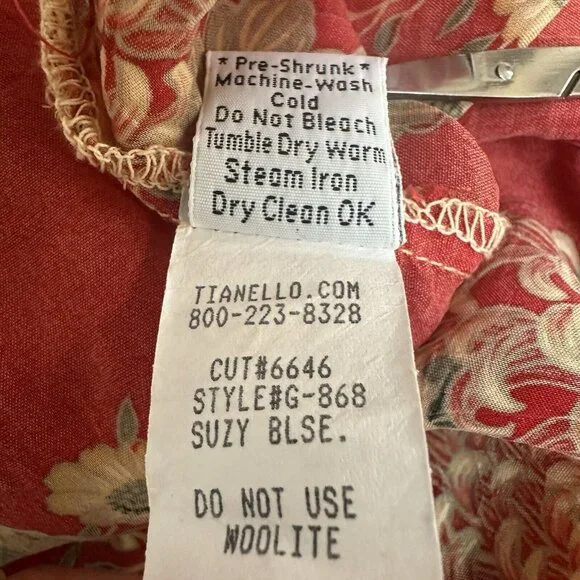 * Pre-Shrunk *
Machine-Wash
Cold
Do Not Bleach
Tumble Dry Warm
Steam Iron
Dry Clean OK
TIANELLO.COM
800-223-8328
CUT#6646
STYLE#G-868
SUZY BLSE.
DO NOT USE
WOOLITE